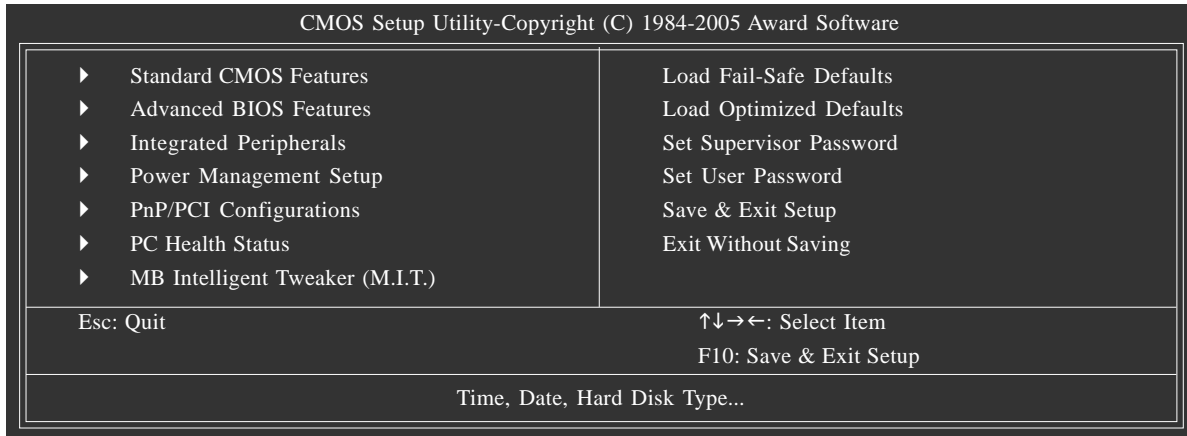 CMOS Setup Utility-Copyright (C) 1984-2005 Award Software
Standard CMOS Features
Advanced BIOS Features
Integrated Peripherals
Power Management Setup
PnP/PCI Configurations
PC Health Status
MB Intelligent Tweaker (M.I.T.)
Load Fail-Safe Defaults
Load Optimized Defaults
Set Supervisor Password
Set User Password
Save & Exit Setup
Exit Without Saving
Esc: Quit
↑↓→←: Select Item
F10: Save & Exit Setup
Time, Date, Hard Disk Type...